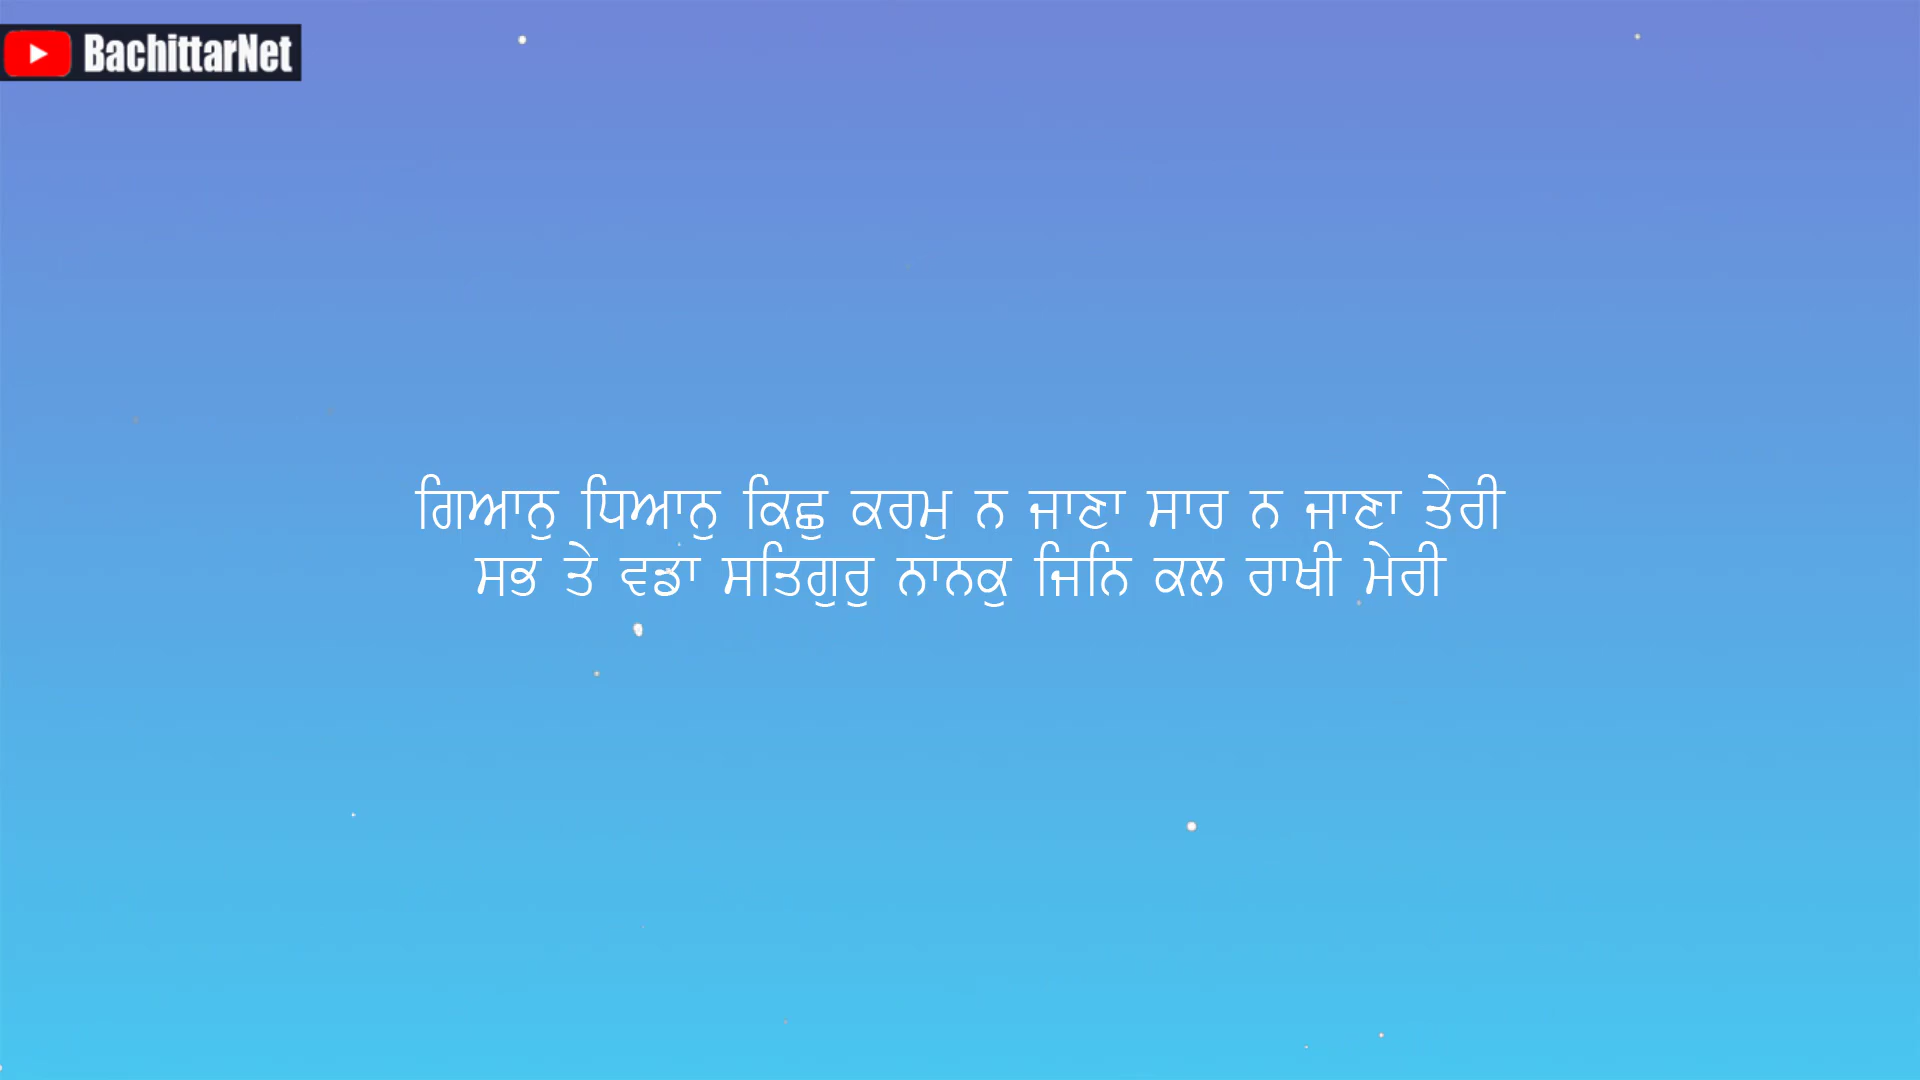 BachittarNet
ਗਿਆਨੁ ਧਿਆਨੁ ਕਿਛੁ ਕਰਮੁ ਨ ਜਾਣਾ ਸਾਰ ਨ ਜਾਣਾ ਤੇਰੀ
ਸਭ ਤੇ ਵਡਾ ਸਤਿਗੁਰੁ ਨਾਨਕੁ ਜਿਨਿ ਕਲ ਰਾਖੀ ਮੇਰੀ